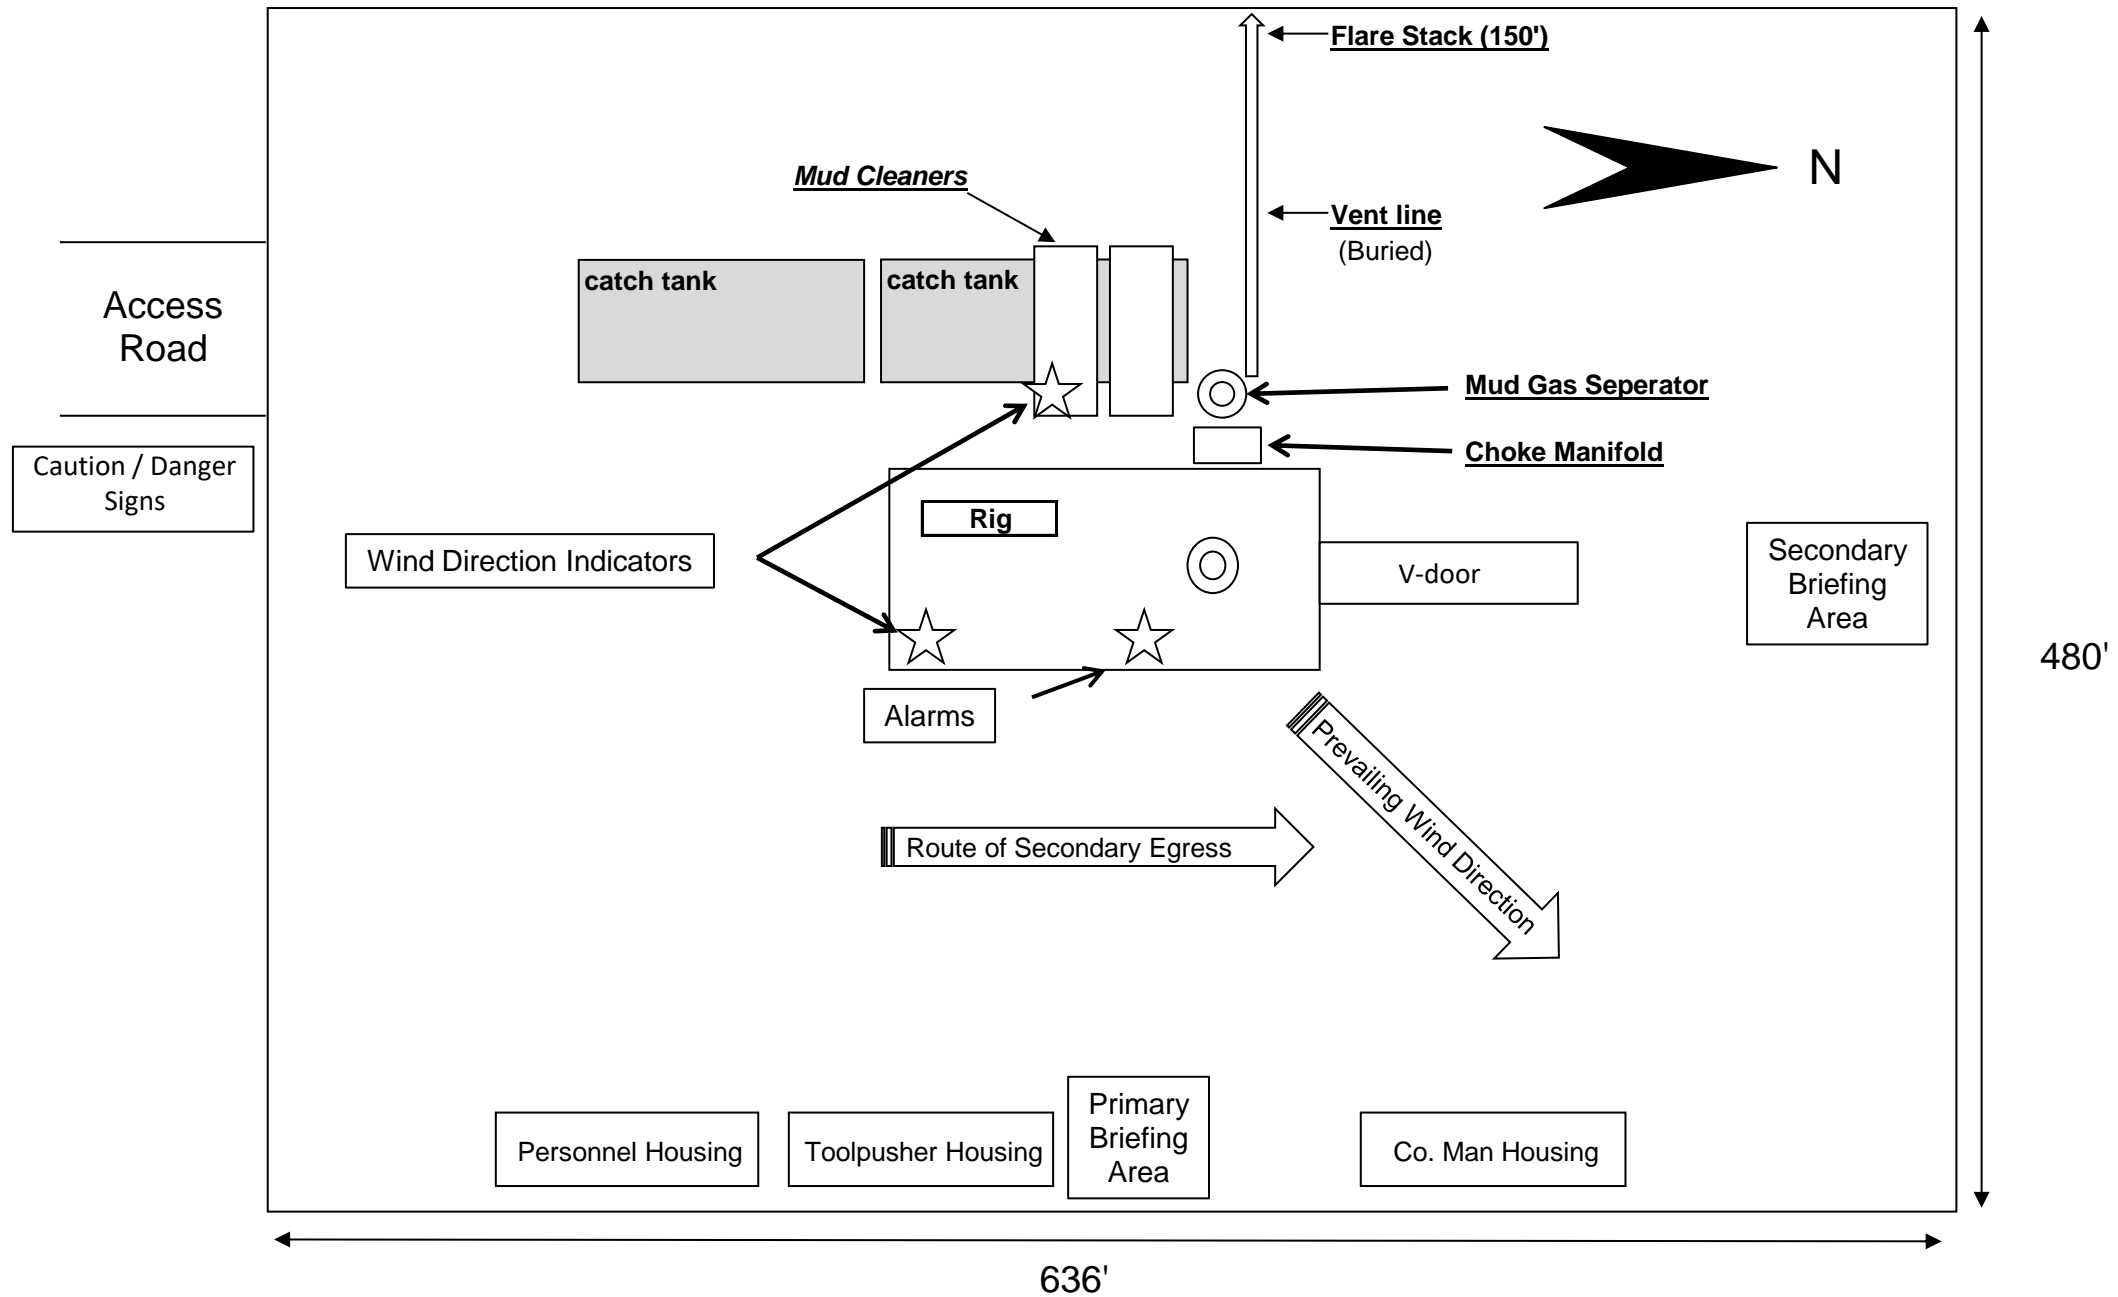 Flare Stack (150')
N
Mud Cleaners
Vent line
(Buried)
catch tank
catch tank
Access
Road
Mud Gas Seperator
Choke Manifold
Caution / Danger
Signs
Rig
Wind Direction Indicators
V-door
Secondary
Briefing
Area
480'
Alarms
Prevailing Wind Direction
Route of Secondary Egress
Personnel Housing
Toolpusher Housing
Primary
Briefing
Area
Co. Man Housing
636'